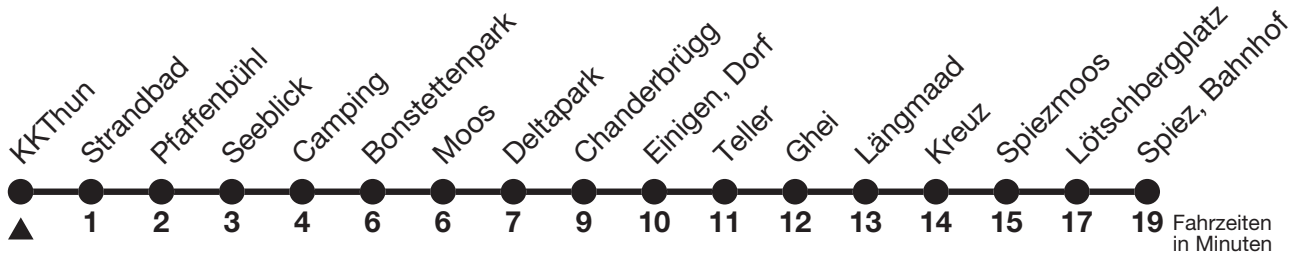 KKThun
Strandbad
Pfaffenbühl
Seeblick
Camping
Bonstettenpark
Moos
Deltapark
Chanderbrügg
Einigen, Dorf
Teller
Ghei
Längmaad
Kreuz
Spiezmoos
Lötschbergplatz
Spiez, Bahnhof
1 2 3 4 6 6 7 9 10 11 12 13 14 15 17 19
Fahrzeiten
in Minuten